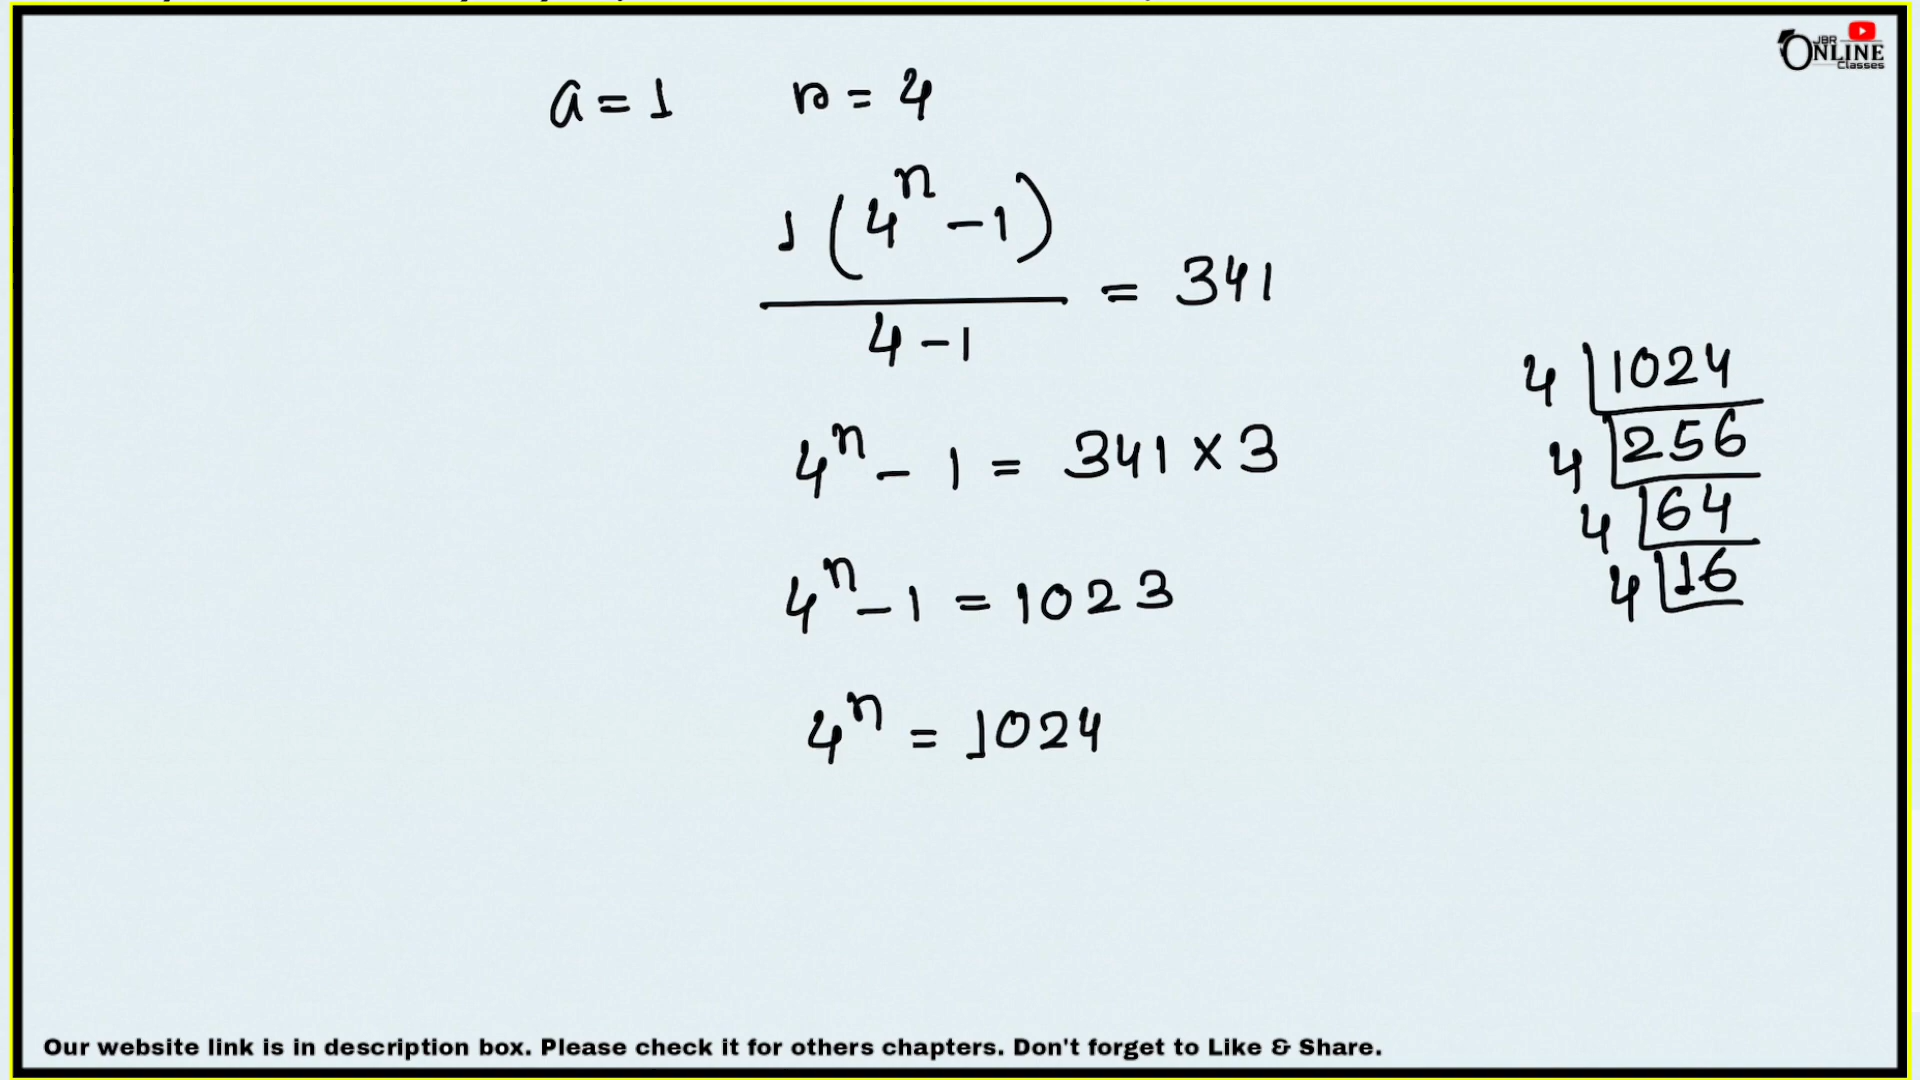 JBR
ONLINE
Classes
a = 1 r = 4
1 (4^n - 1)
4 - 1
= 341
4^n - 1 = 341 × 3
4^n - 1 = 1023
4^n = 1024
4 | 1024
4 | 256
4 | 64
4 | 16
Our website link is in description box. Please check it for others chapters. Don't forget to Like & Share.